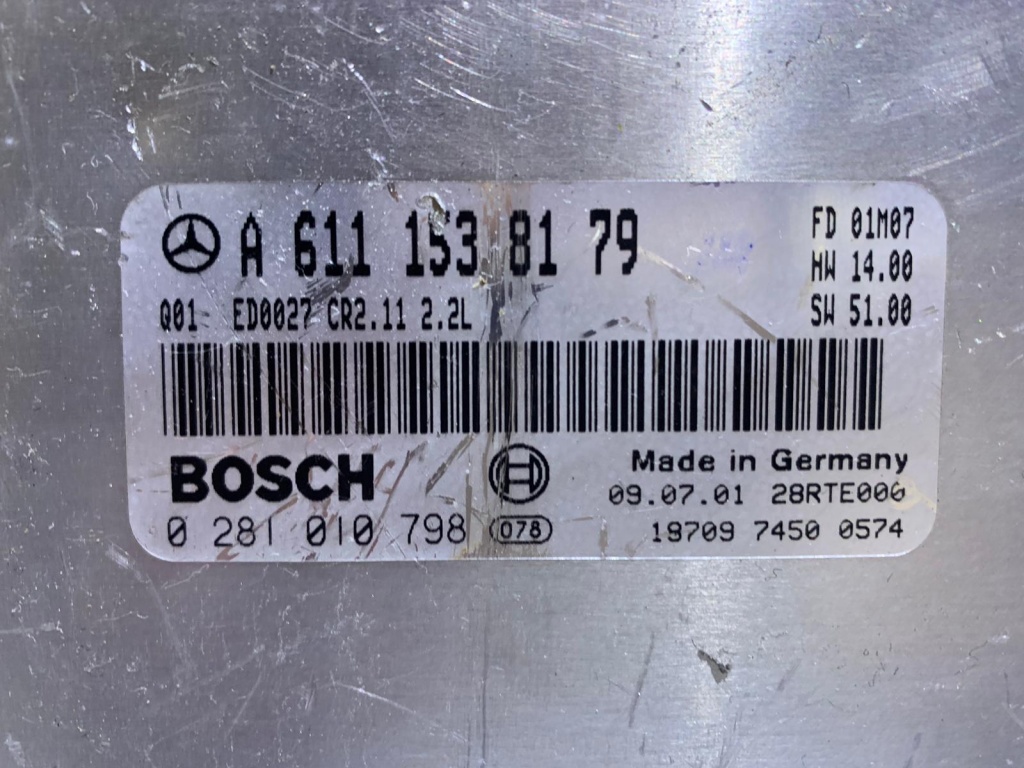 A 611 153 81 79
FD 01M07
HW 14.00
Q01 ED0027 CR2.11 2.2L
SW 51.00
BOSCH
Made in Germany
09.07.01 28RTE006
0 281 010 798 078
19709 7450 0574